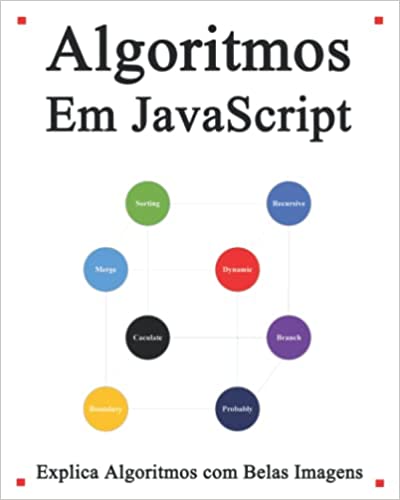 Algoritmos
Em JavaScript
Sorting
Recursive
Merge
Dynamic
Caculate
Branch
Boundary
Probably
Explica Algoritmos com Belas Imagens